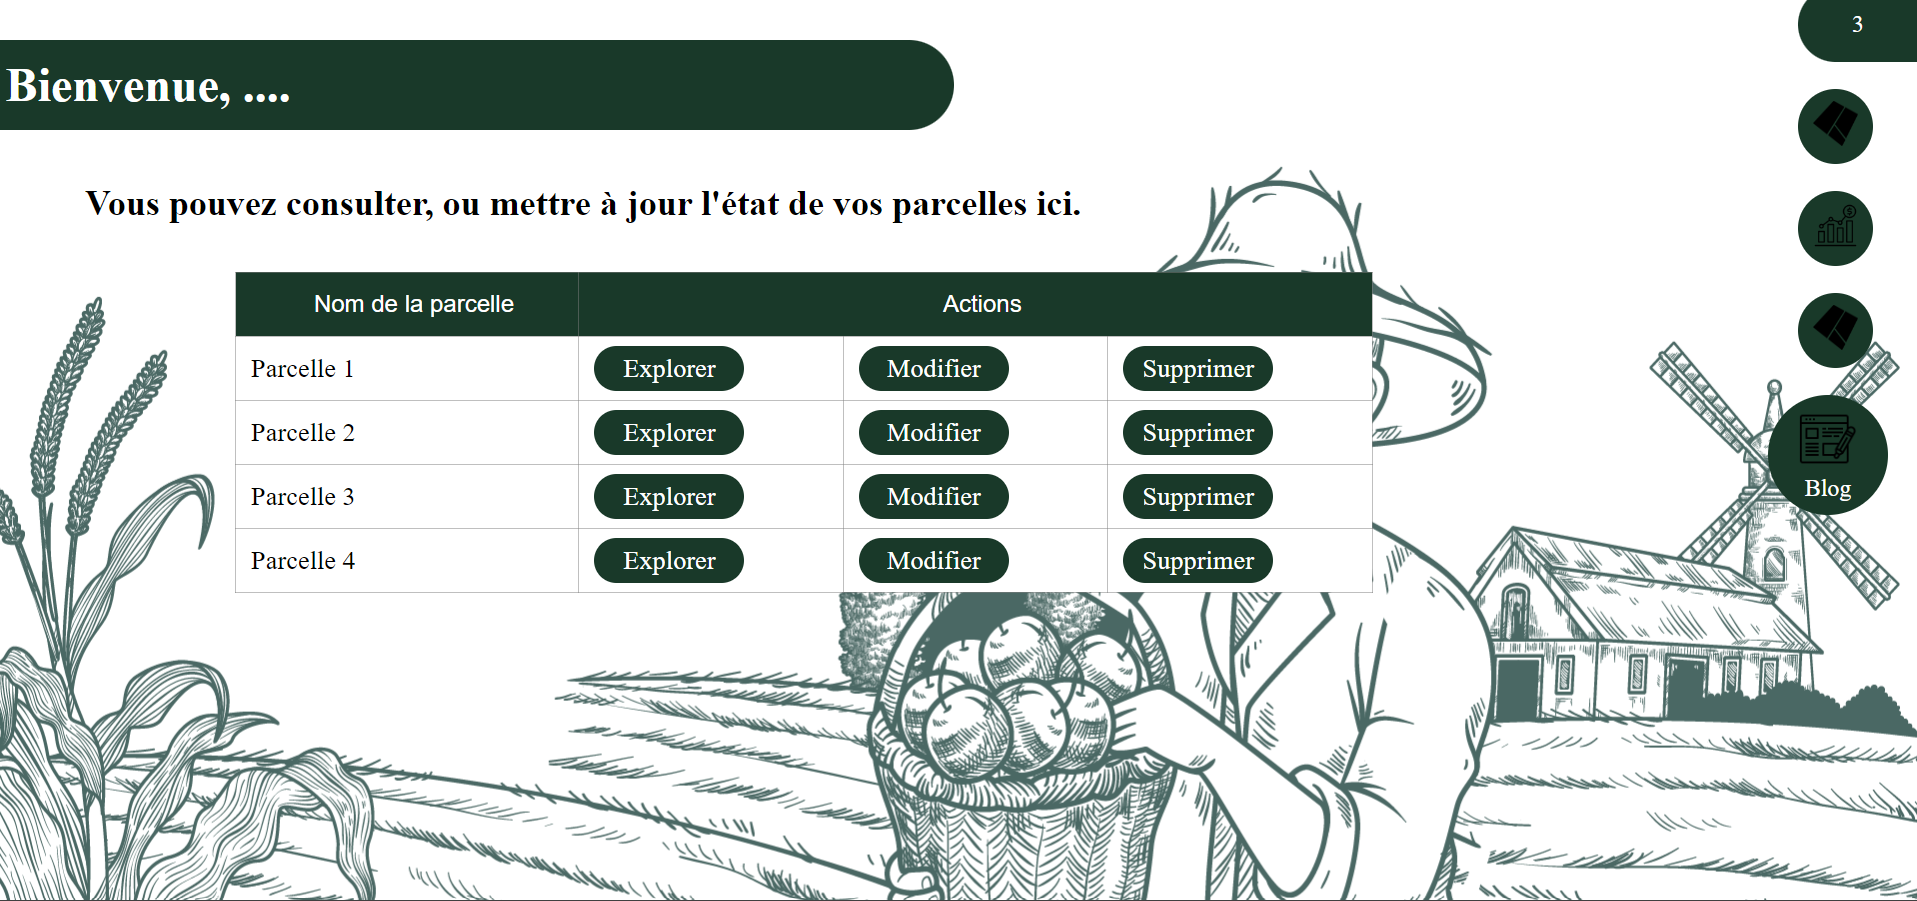 3
Bienvenue, ....
Vous pouvez consulter, ou mettre à jour l'état de vos parcelles ici.
Nom de la parcelle Actions
Parcelle 1 Explorer Modifier Supprimer
Parcelle 2 Explorer Modifier Supprimer
Parcelle 3 Explorer Modifier Supprimer
Parcelle 4 Explorer Modifier Supprimer
Blog